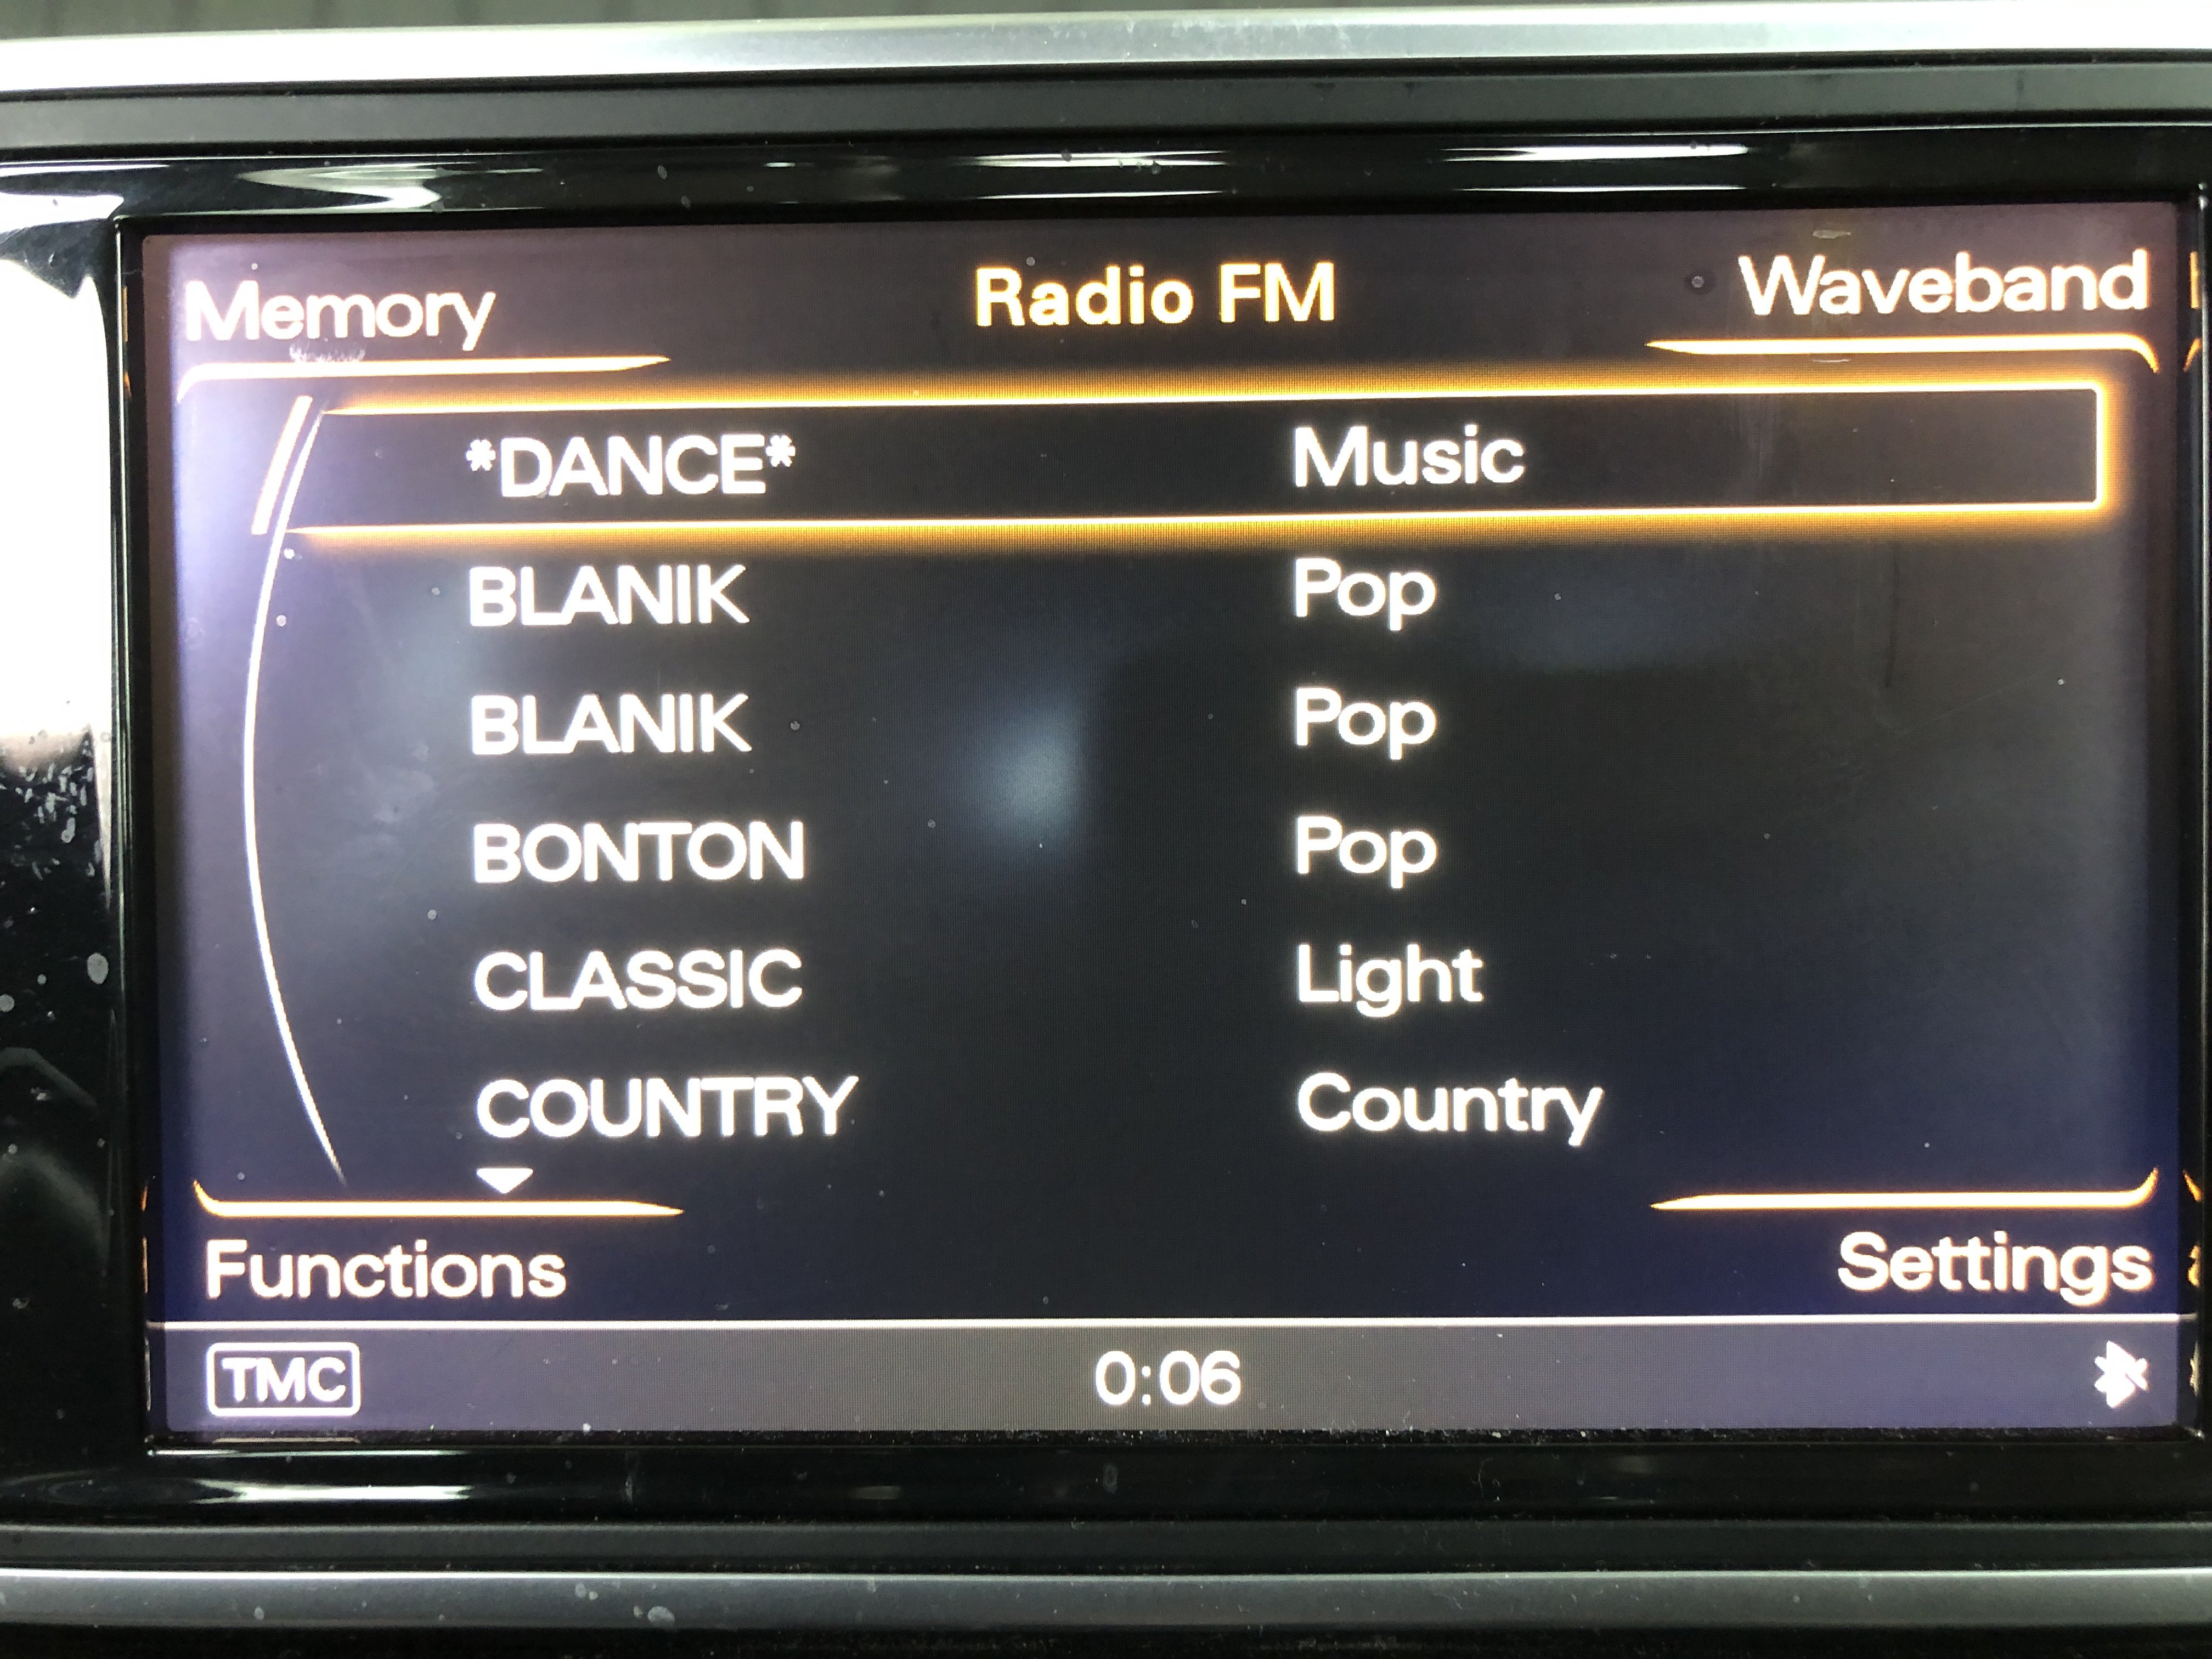 Memory Radio FM Waveband
*DANCE* Music
BLANIK Pop
BLANIK Pop
BONTON Pop
CLASSIC Light
COUNTRY Country
Functions Settings
TMC 0:06